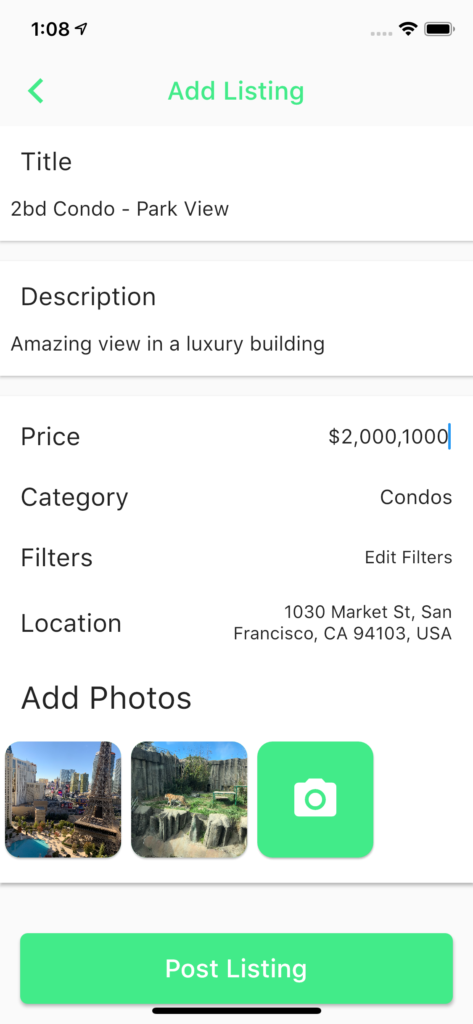 1:08
Add Listing
Title
2bd Condo - Park View
Description
Amazing view in a luxury building
Price
$2,000,1000
Category
Condos
Filters
Edit Filters
Location
1030 Market St, San
Francisco, CA 94103, USA
Add Photos
Post Listing